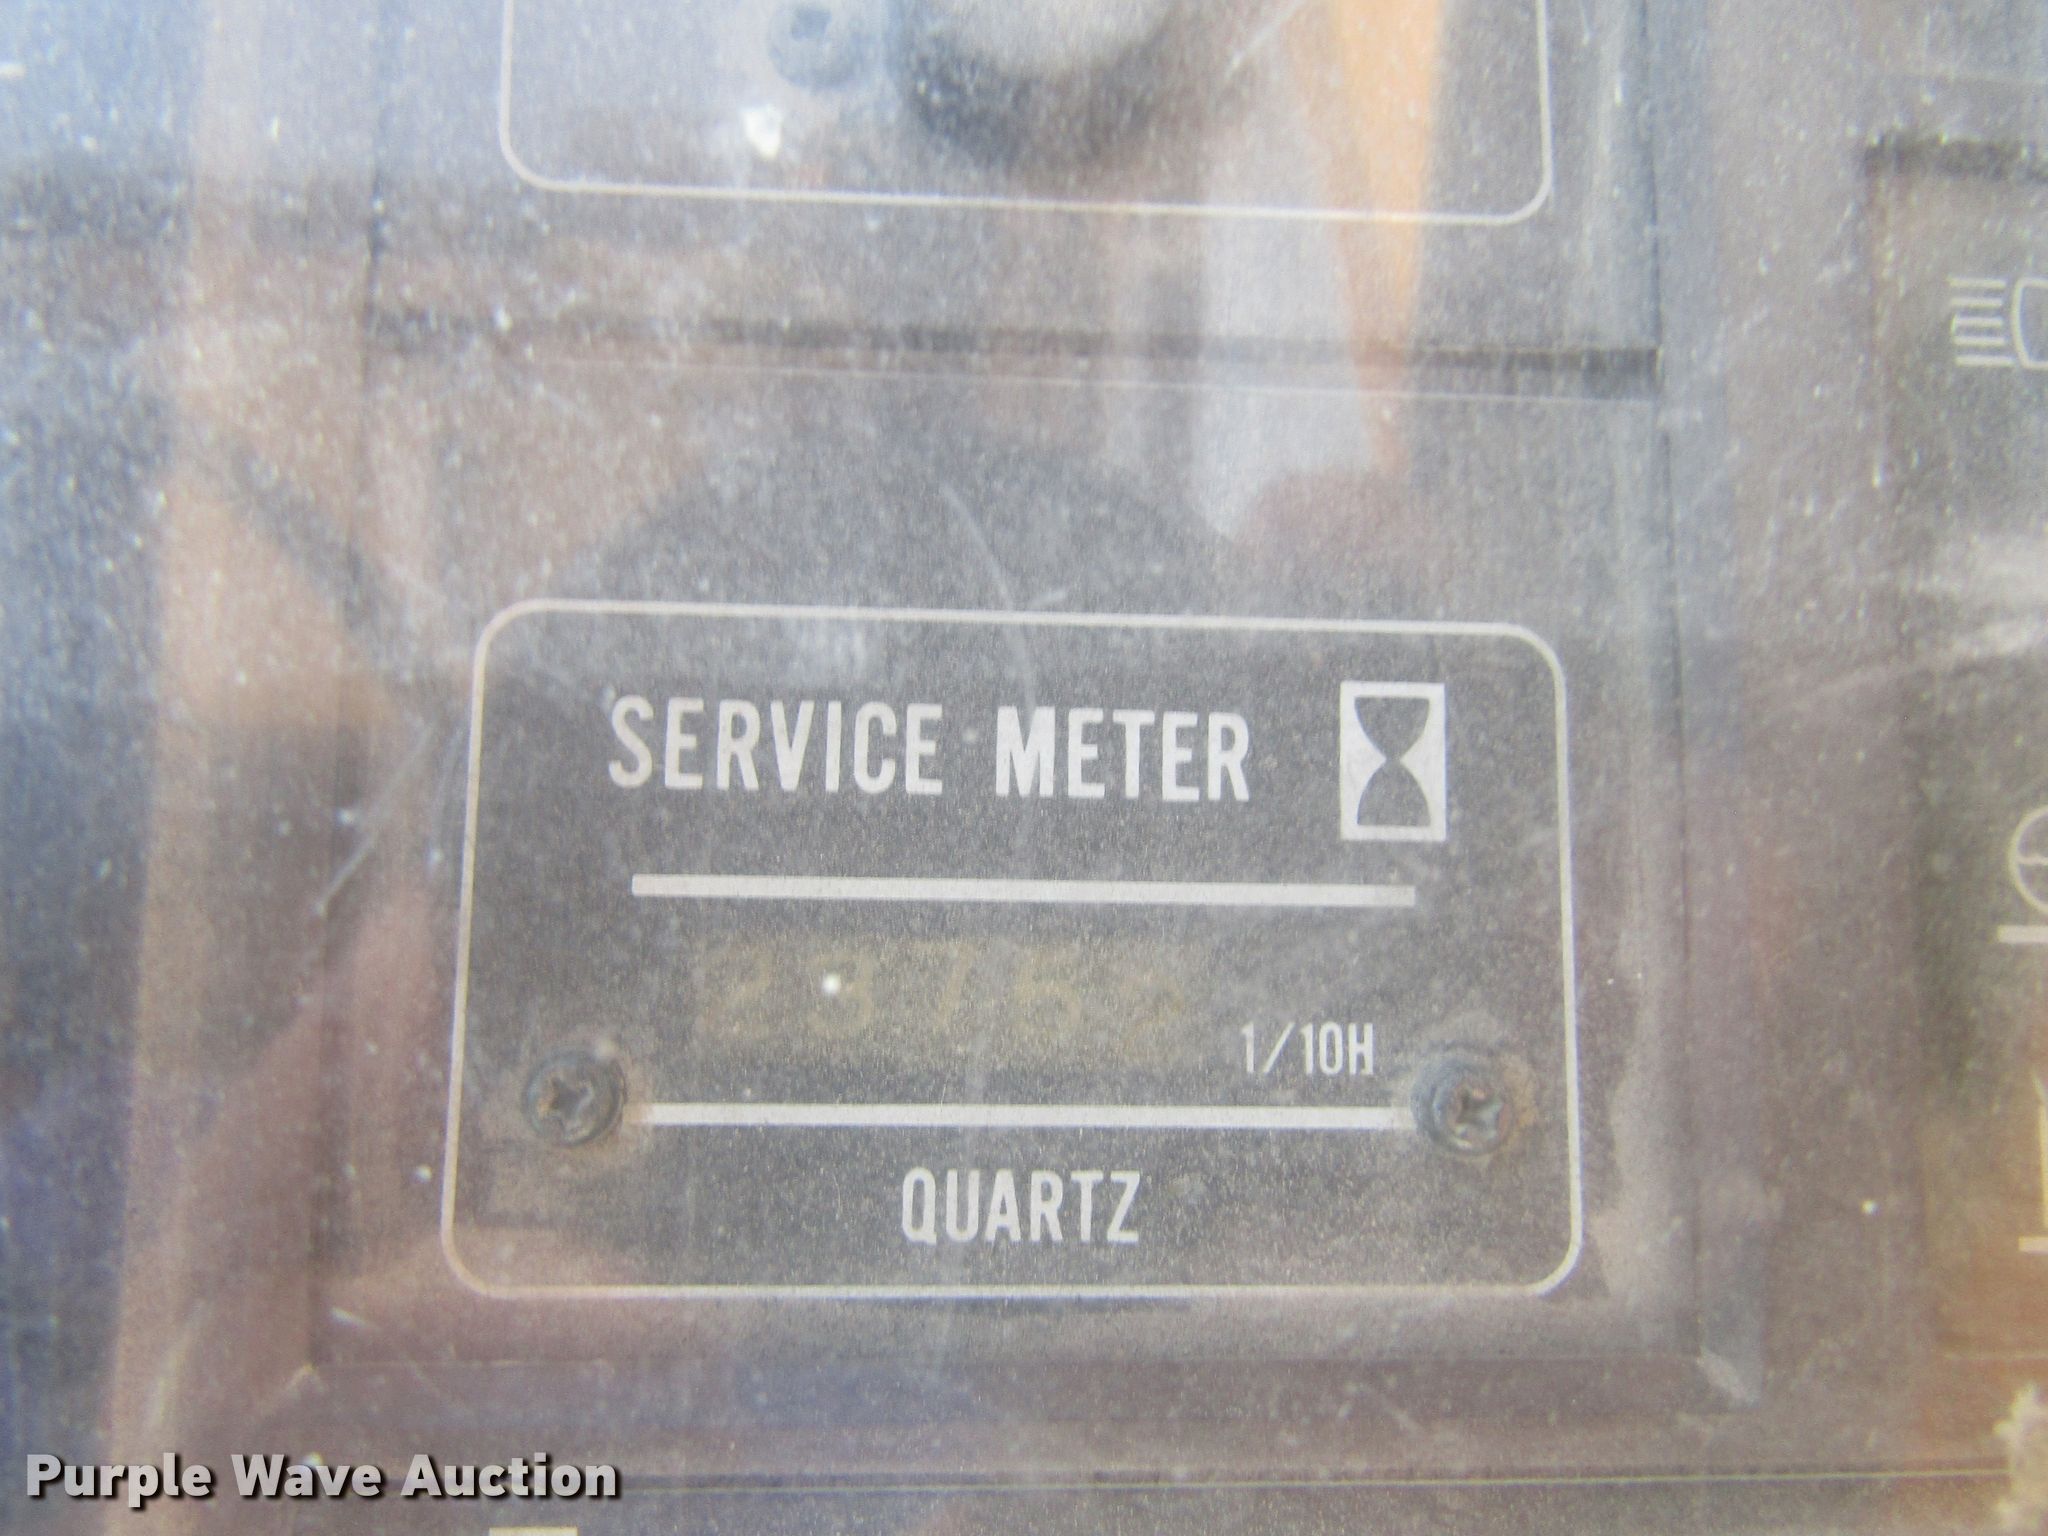 SERVICE METER
1/10H
QUARTZ
Purple Wave Auction